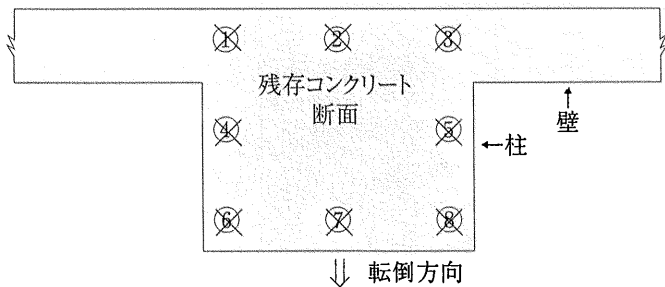 ① ② ③
残存コンクリート
断面
④ ⑤
壁
←柱
⑥ ⑦ ⑧
転倒方向